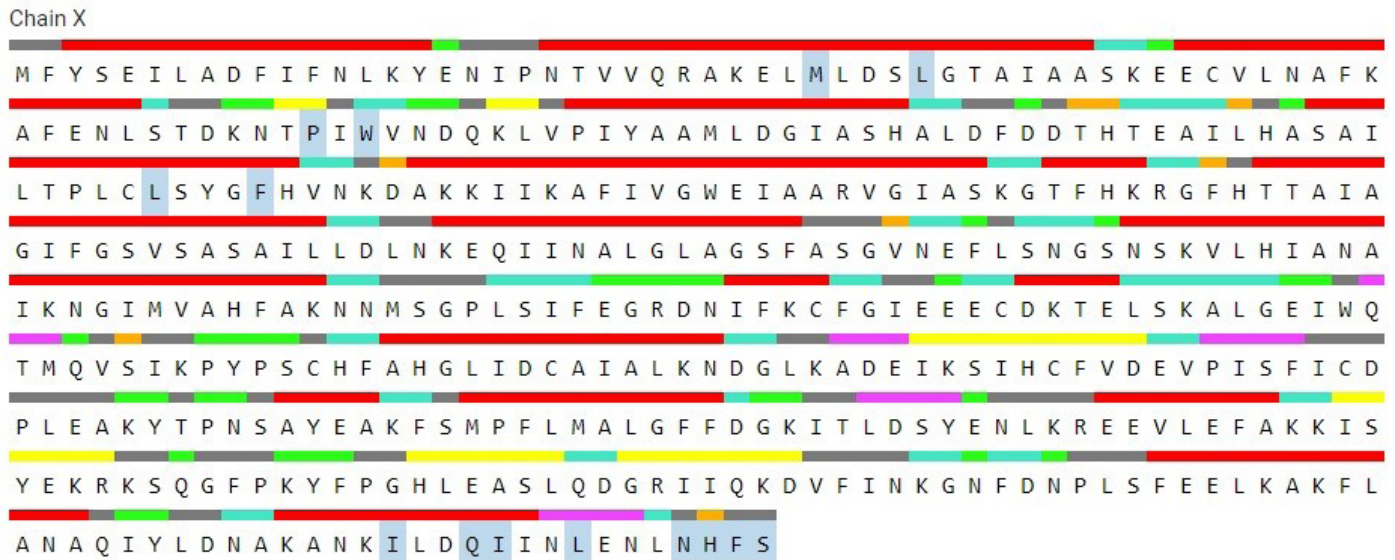 Chain X
M F Y S E I L A D F I F N L K Y E N I P N T V V Q R A K E L M L D S L G T A I A A S K E E C V L N A F K
A F E N L S T D K N T P I W V N D Q K L V P I Y A A M L D G I A S H A L D F D D T H T E A I L H A S A I
L T P L C L S Y G F H V N K D A K K I I K A F I V G W E I A A R V G I A S K G T F H K R G F H T T A I A
G I F G S V S A S A I L L D L N K E Q I I N A L G L A G S F A S G V N E F L S N G S N S K V L H I A N A
I K N G I M V A H F A K N N M S G P L S I F E G R D N I F K C F G I E E E C D K T E L S K A L G E I W Q
T M Q V S I K P Y P S C H F A H G L I D C A I A L K N D G L K A D E I K S I H C F V D E V P I S F I C D
P L E A K Y T P N S A Y E A K F S M P F L M A L G F F D G K I T L D S Y E N L K R E E V L E F A K K I S
Y E K R K S Q G F P K Y F P G H L E A S L Q D G R I I Q K D V F I N K G N F D N P L S F E E L K A K F L
A N A Q I Y L D N A K A N K I L D Q I I N L E N L N H F S